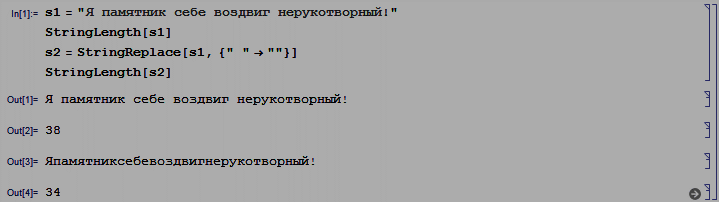 In[1]:= s1 = "Я памятник себе воздвиг нерукотворный!"
StringLength[s1]
s2 = StringReplace[s1, {" " → ""}]
StringLength[s2]
Out[1]= Я памятник себе воздвиг нерукотворный!
Out[2]= 38
Out[3]= Япамятниксебевоздвигнерукотворный!
Out[4]= 34